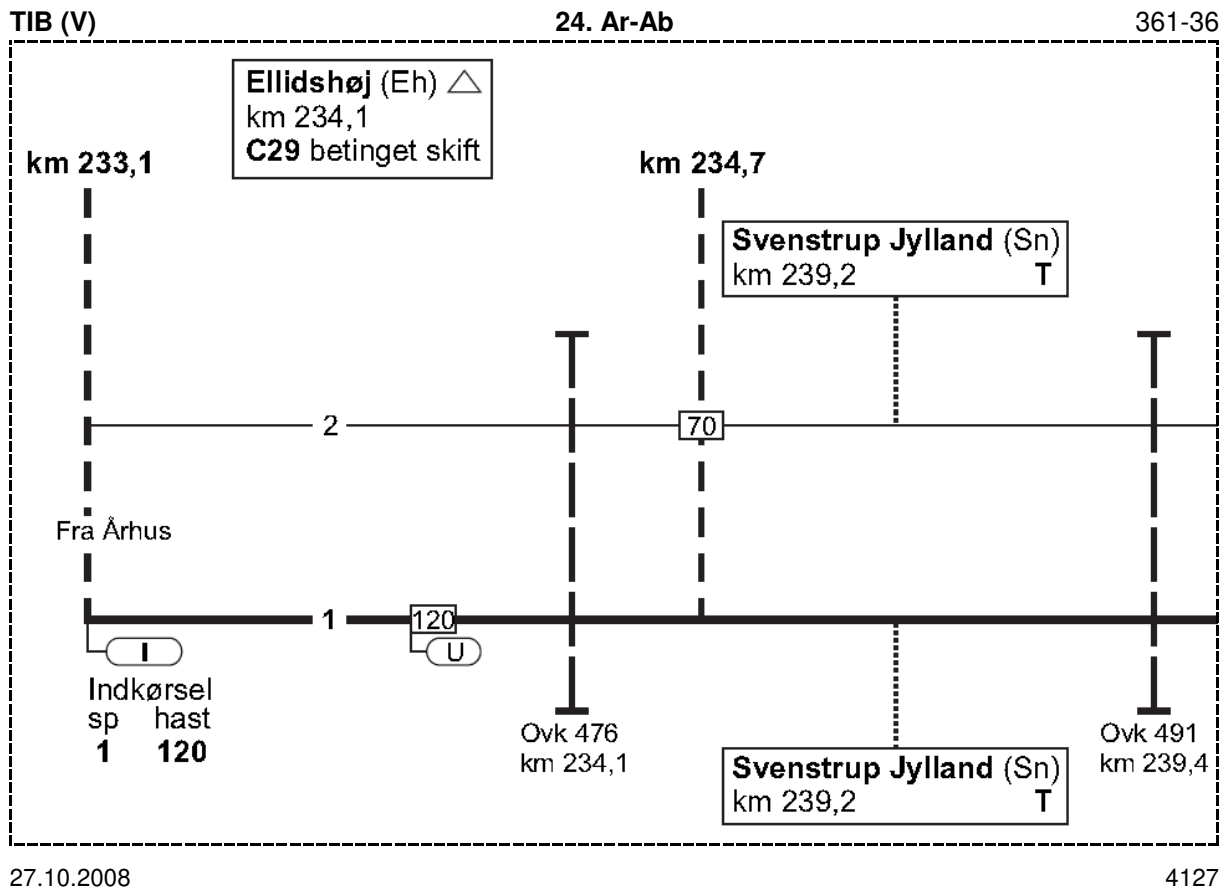 TIB (V) 24. Ar-Ab 361-36
Ellidshøj (Eh)
km 234,1
C29 betinget skift
km 233,1
km 234,7
Svenstrup Jylland (Sn)
km 239,2 T
2
70
Fra Århus
1
120
I
U
Indkørsel
sp hast
1 120
Ovk 476
km 234,1
Svenstrup Jylland (Sn)
km 239,2 T
Ovk 491
km 239,4
27.10.2008 4127